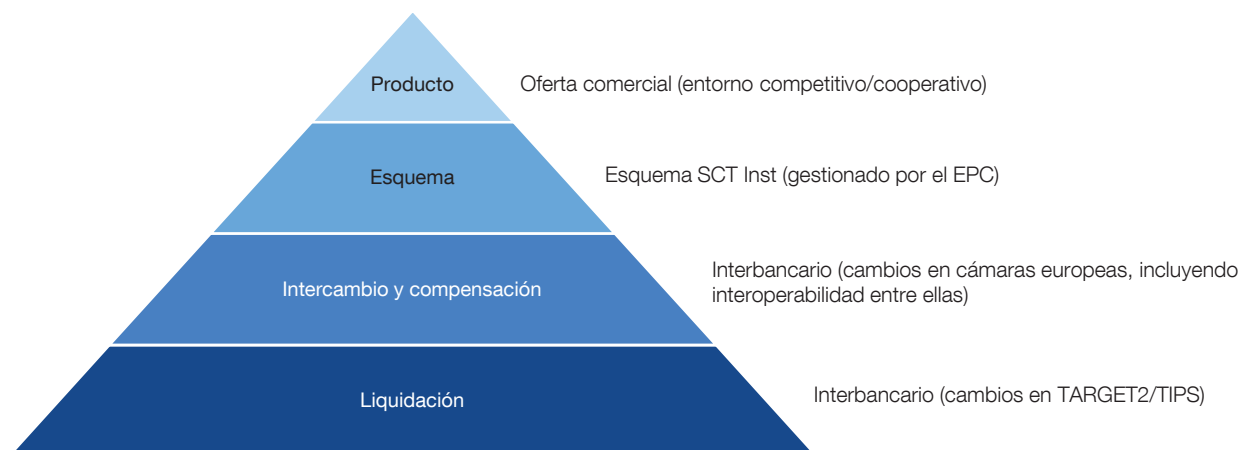 Producto
Oferta comercial (entorno competitivo/cooperativo)
Esquema
Esquema SCT Inst (gestionado por el EPC)
Intercambio y compensación
Interbancario (cambios en cámaras europeas, incluyendo
interoperabilidad entre ellas)
Liquidación
Interbancario (cambios en TARGET2/TIPS)